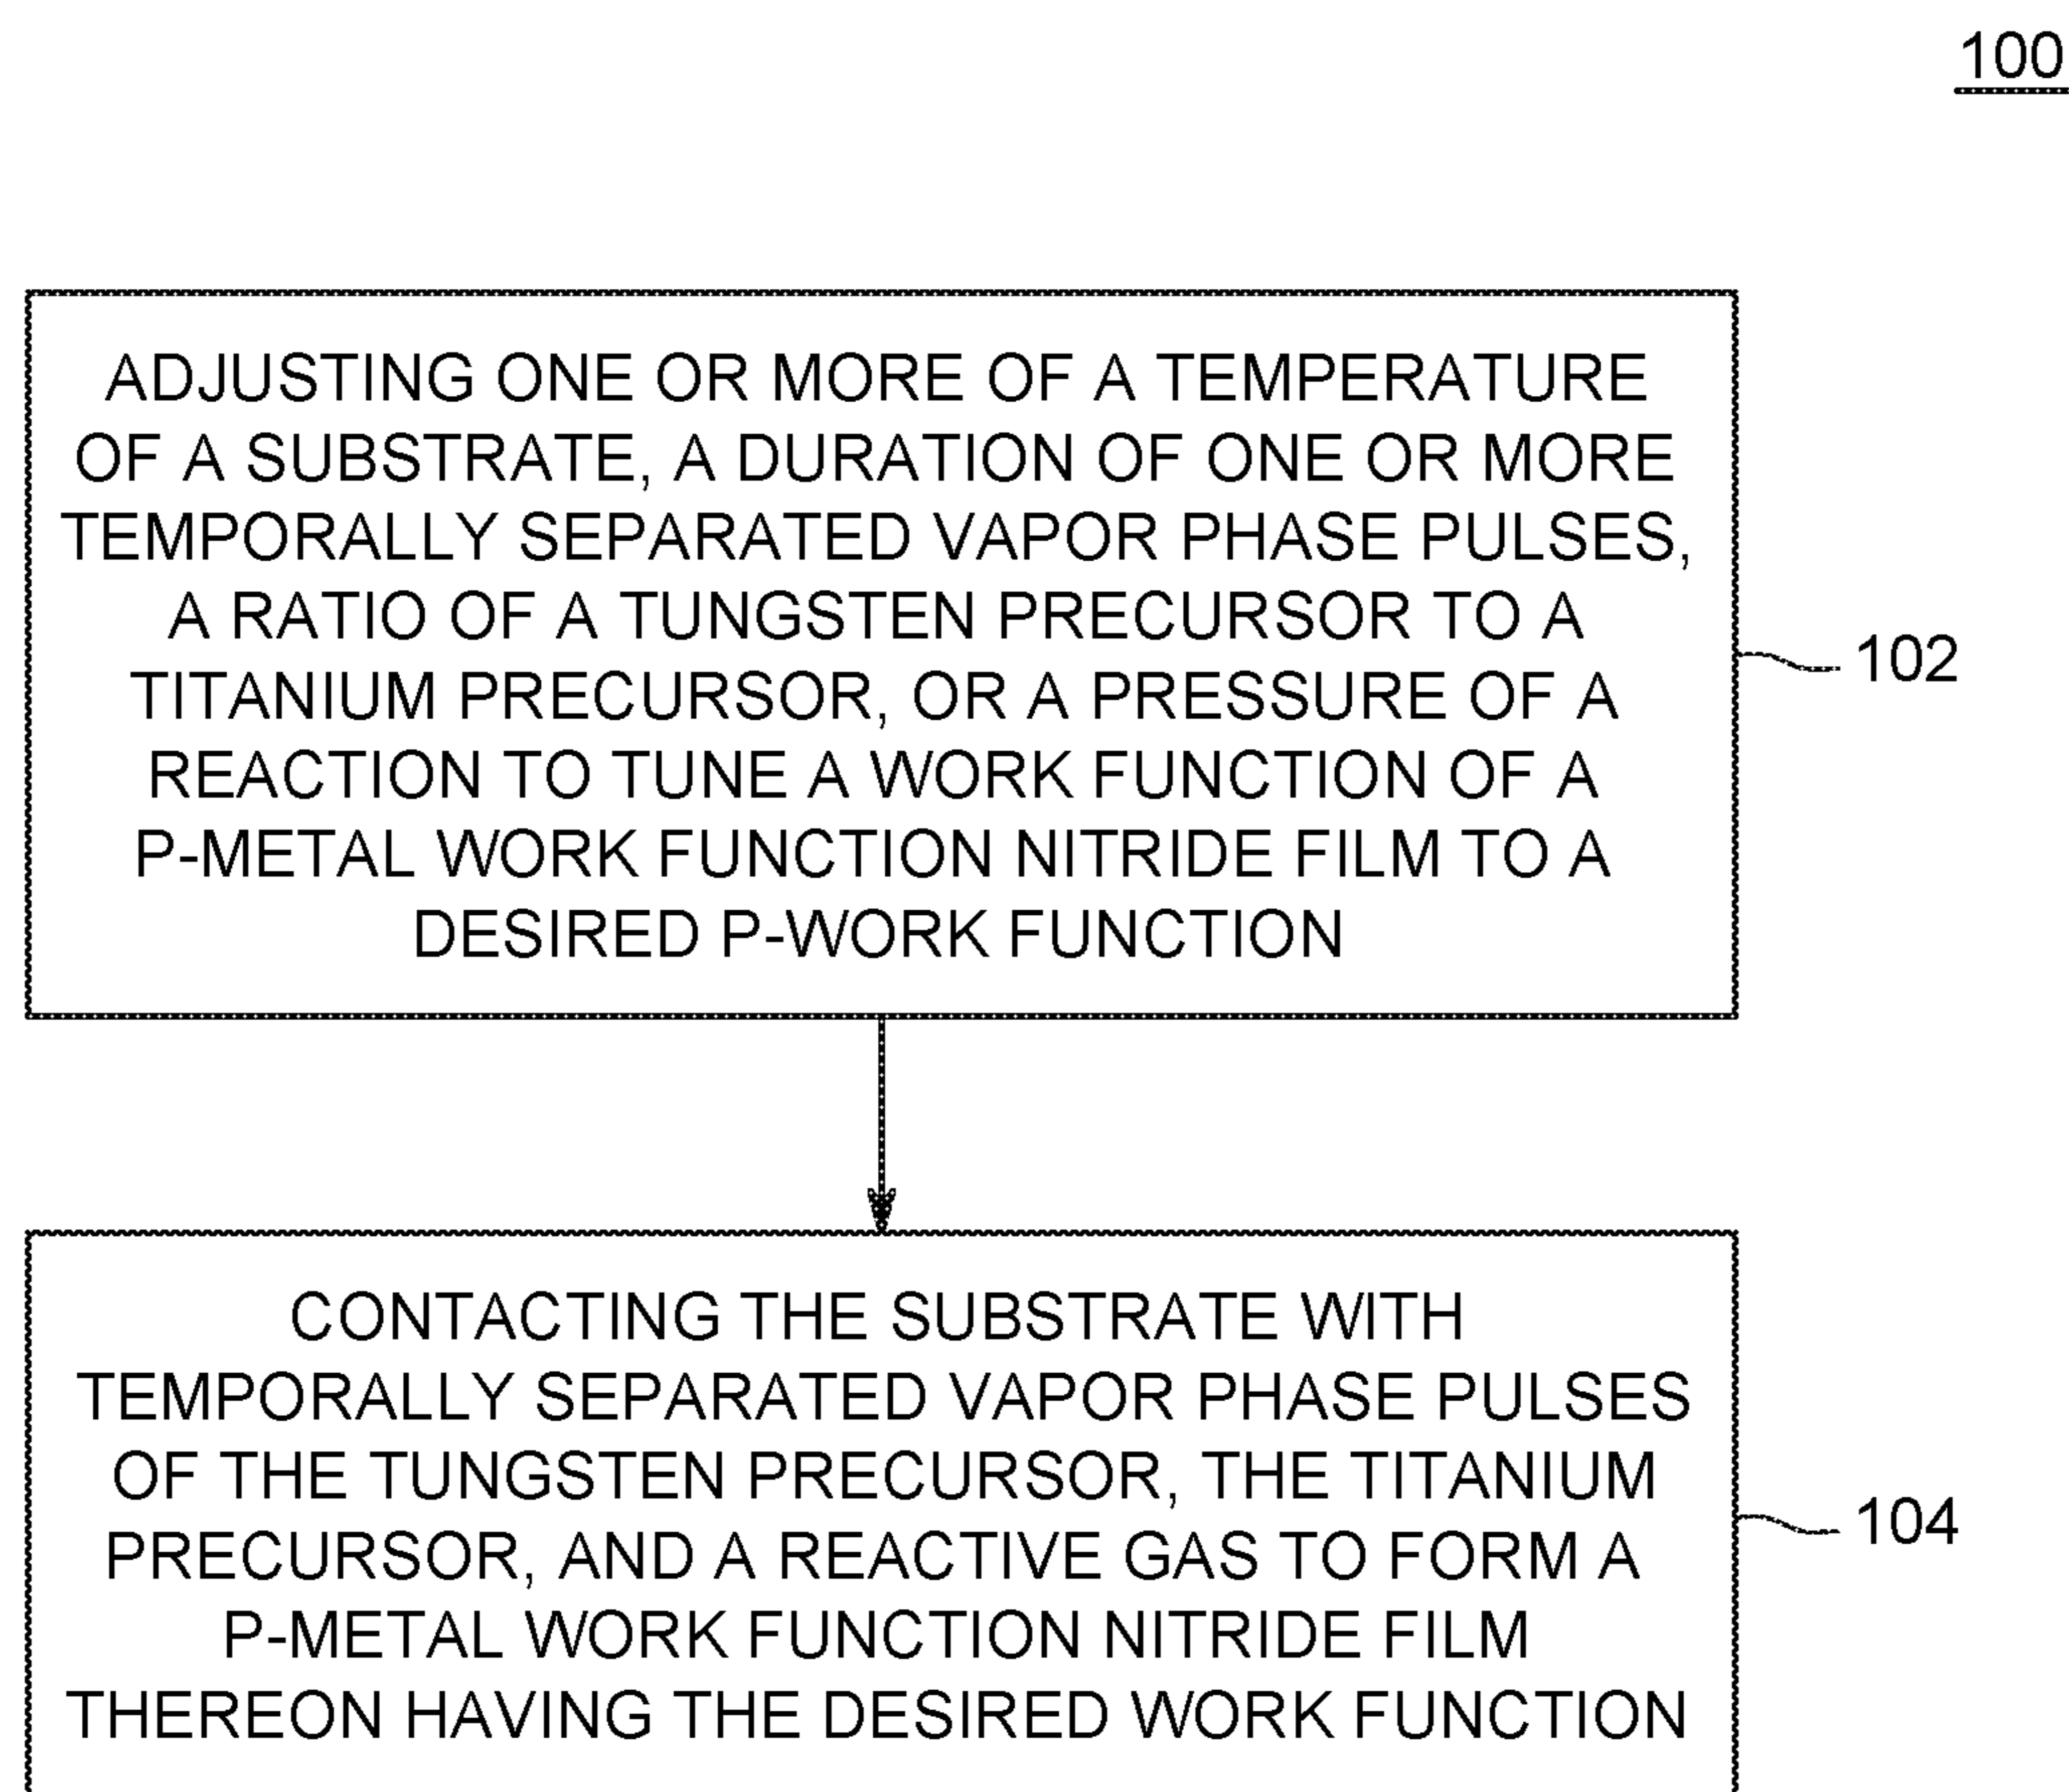 100
ADJUSTING ONE OR MORE OF A TEMPERATURE
OF A SUBSTRATE, A DURATION OF ONE OR MORE
TEMPORALLY SEPARATED VAPOR PHASE PULSES,
A RATIO OF A TUNGSTEN PRECURSOR TO A
TITANIUM PRECURSOR, OR A PRESSURE OF A
REACTION TO TUNE A WORK FUNCTION OF A
P-METAL WORK FUNCTION NITRIDE FILM TO A
DESIRED P-WORK FUNCTION
102
CONTACTING THE SUBSTRATE WITH
TEMPORALLY SEPARATED VAPOR PHASE PULSES
OF THE TUNGSTEN PRECURSOR, THE TITANIUM
PRECURSOR, AND A REACTIVE GAS TO FORM A
P-METAL WORK FUNCTION NITRIDE FILM
THEREON HAVING THE DESIRED WORK FUNCTION
104